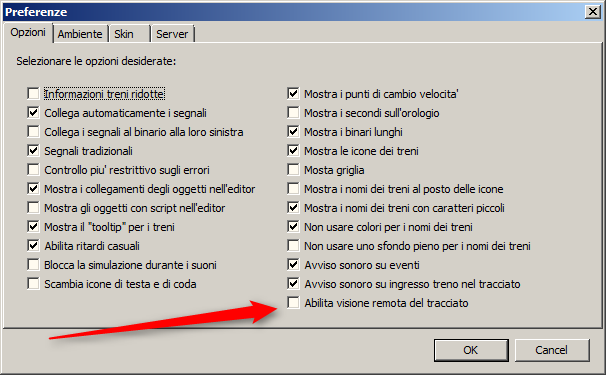 Preferenze
Opzioni
Ambiente
Skin
Server
Selezionare le opzioni desiderate:
Informazioni treni ridotte
Collega automaticamente i segnali
Collega i segnali al binario alla loro sinistra
Segnali tradizionali
Controllo piu' restrittivo sugli errori
Mostra i collegamenti degli oggetti nell'editor
Mostra gli oggetti con script nell'editor
Mostra il "tooltip" per i treni
Abilita ritardi casuali
Blocca la simulazione durante i suoni
Scambia icone di testa e di coda
Mostra i punti di cambio velocita'
Mostra i secondi sull'orologio
Mostra i binari lunghi
Mostra le icone dei treni
Mosta griglia
Mostra i nomi dei treni al posto delle icone
Mostra i nomi dei treni con caratteri piccoli
Non usare colori per i nomi dei treni
Non usare uno sfondo pieno per i nomi dei treni
Avviso sonoro su eventi
Avviso sonoro su ingresso treno nel tracciato
Abilita visione remota del tracciato
OK
Cancel